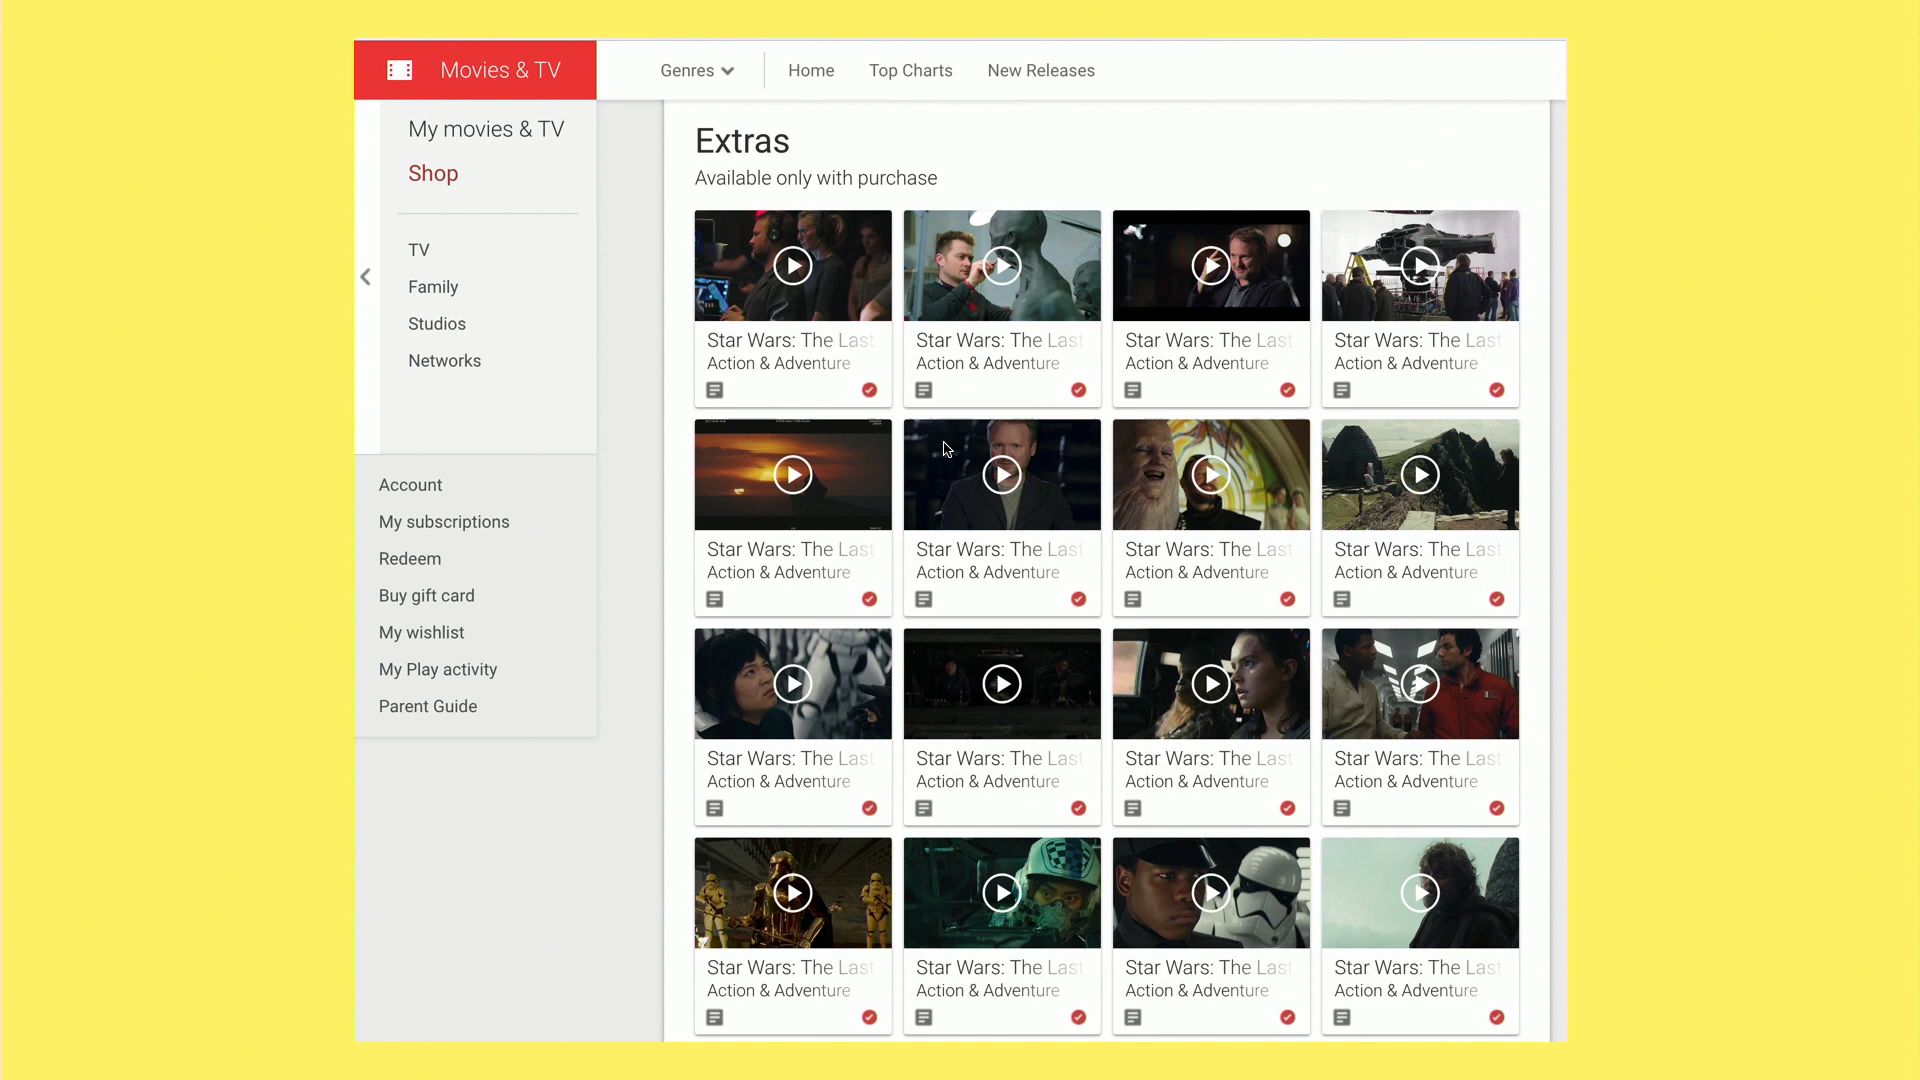 Movies & TV
Genres
Home
Top Charts
New Releases
My movies & TV
Shop
TV
Family
Studios
Networks
Account
My subscriptions
Redeem
Buy gift card
My wishlist
My Play activity
Parent Guide
Extras
Available only with purchase
Star Wars: The Last
Action & Adventure
Star Wars: The Last
Action & Adventure
Star Wars: The Last
Action & Adventure
Star Wars: The Last
Action & Adventure
Star Wars: The Last
Action & Adventure
Star Wars: The Last
Action & Adventure
Star Wars: The Last
Action & Adventure
Star Wars: The Last
Action & Adventure
Star Wars: The Last
Action & Adventure
Star Wars: The Last
Action & Adventure
Star Wars: The Last
Action & Adventure
Star Wars: The Last
Action & Adventure
Star Wars: The Last
Action & Adventure
Star Wars: The Last
Action & Adventure
Star Wars: The Last
Action & Adventure
Star Wars: The Last
Action & Adventure